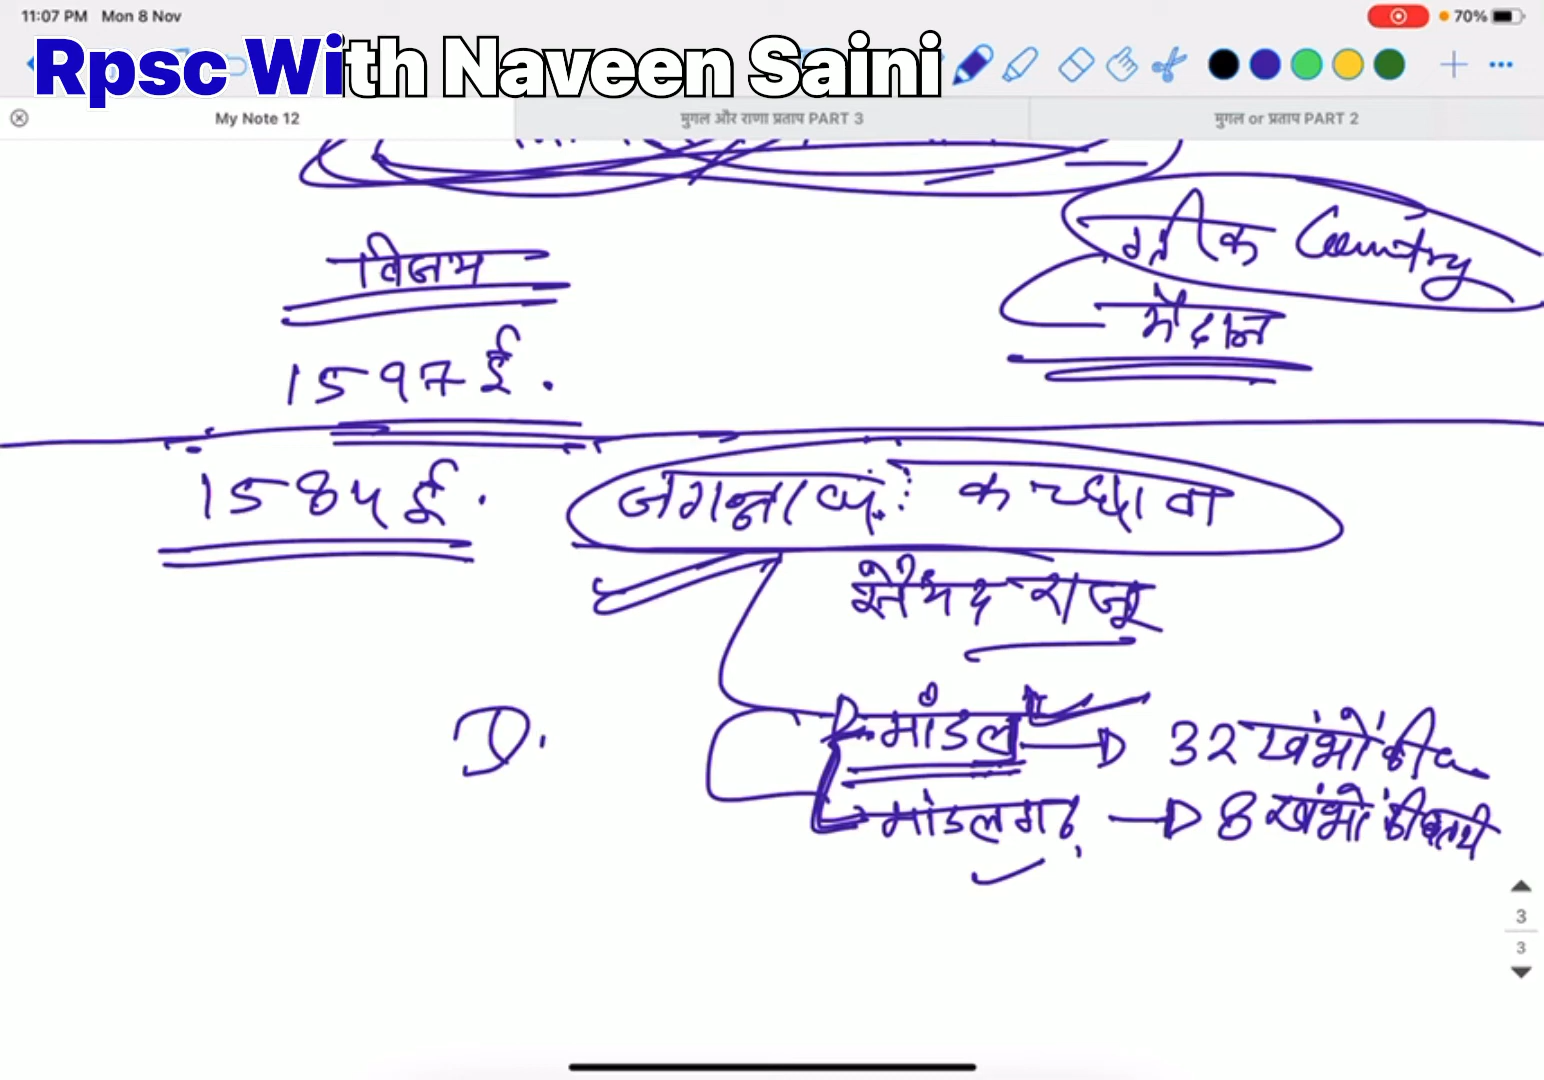 11:07 PM Mon 8 Nov
70%
Rpsc With Naveen Saini
My Note 12
मुगल और राणा प्रताप PART 3
मुगल or प्रताप PART 2
ग्रीक Country
विजय
मैदान
1597 ई.
1584 ई. जगन्नाथ कच्छावा
सैयद राजू
D.
मांडल 32 खंभों की
मांडलगढ़ 8 खंभों की छतरी
3
3